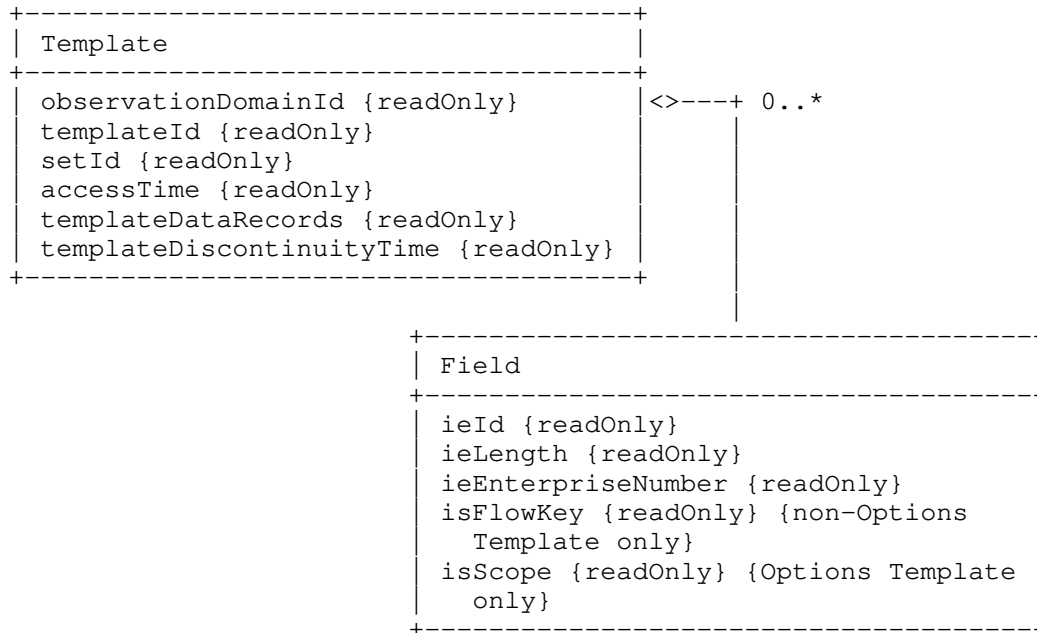 Template
observationDomainId {readOnly} <>---+ 0..*
templateId {readOnly}
setId {readOnly}
accessTime {readOnly}
templateDataRecords {readOnly}
templateDiscontinuityTime {readOnly}
Field
ieId {readOnly}
ieLength {readOnly}
ieEnterpriseNumber {readOnly}
isFlowKey {readOnly} {non-Options
Template only}
isScope {readOnly} {Options Template
only}